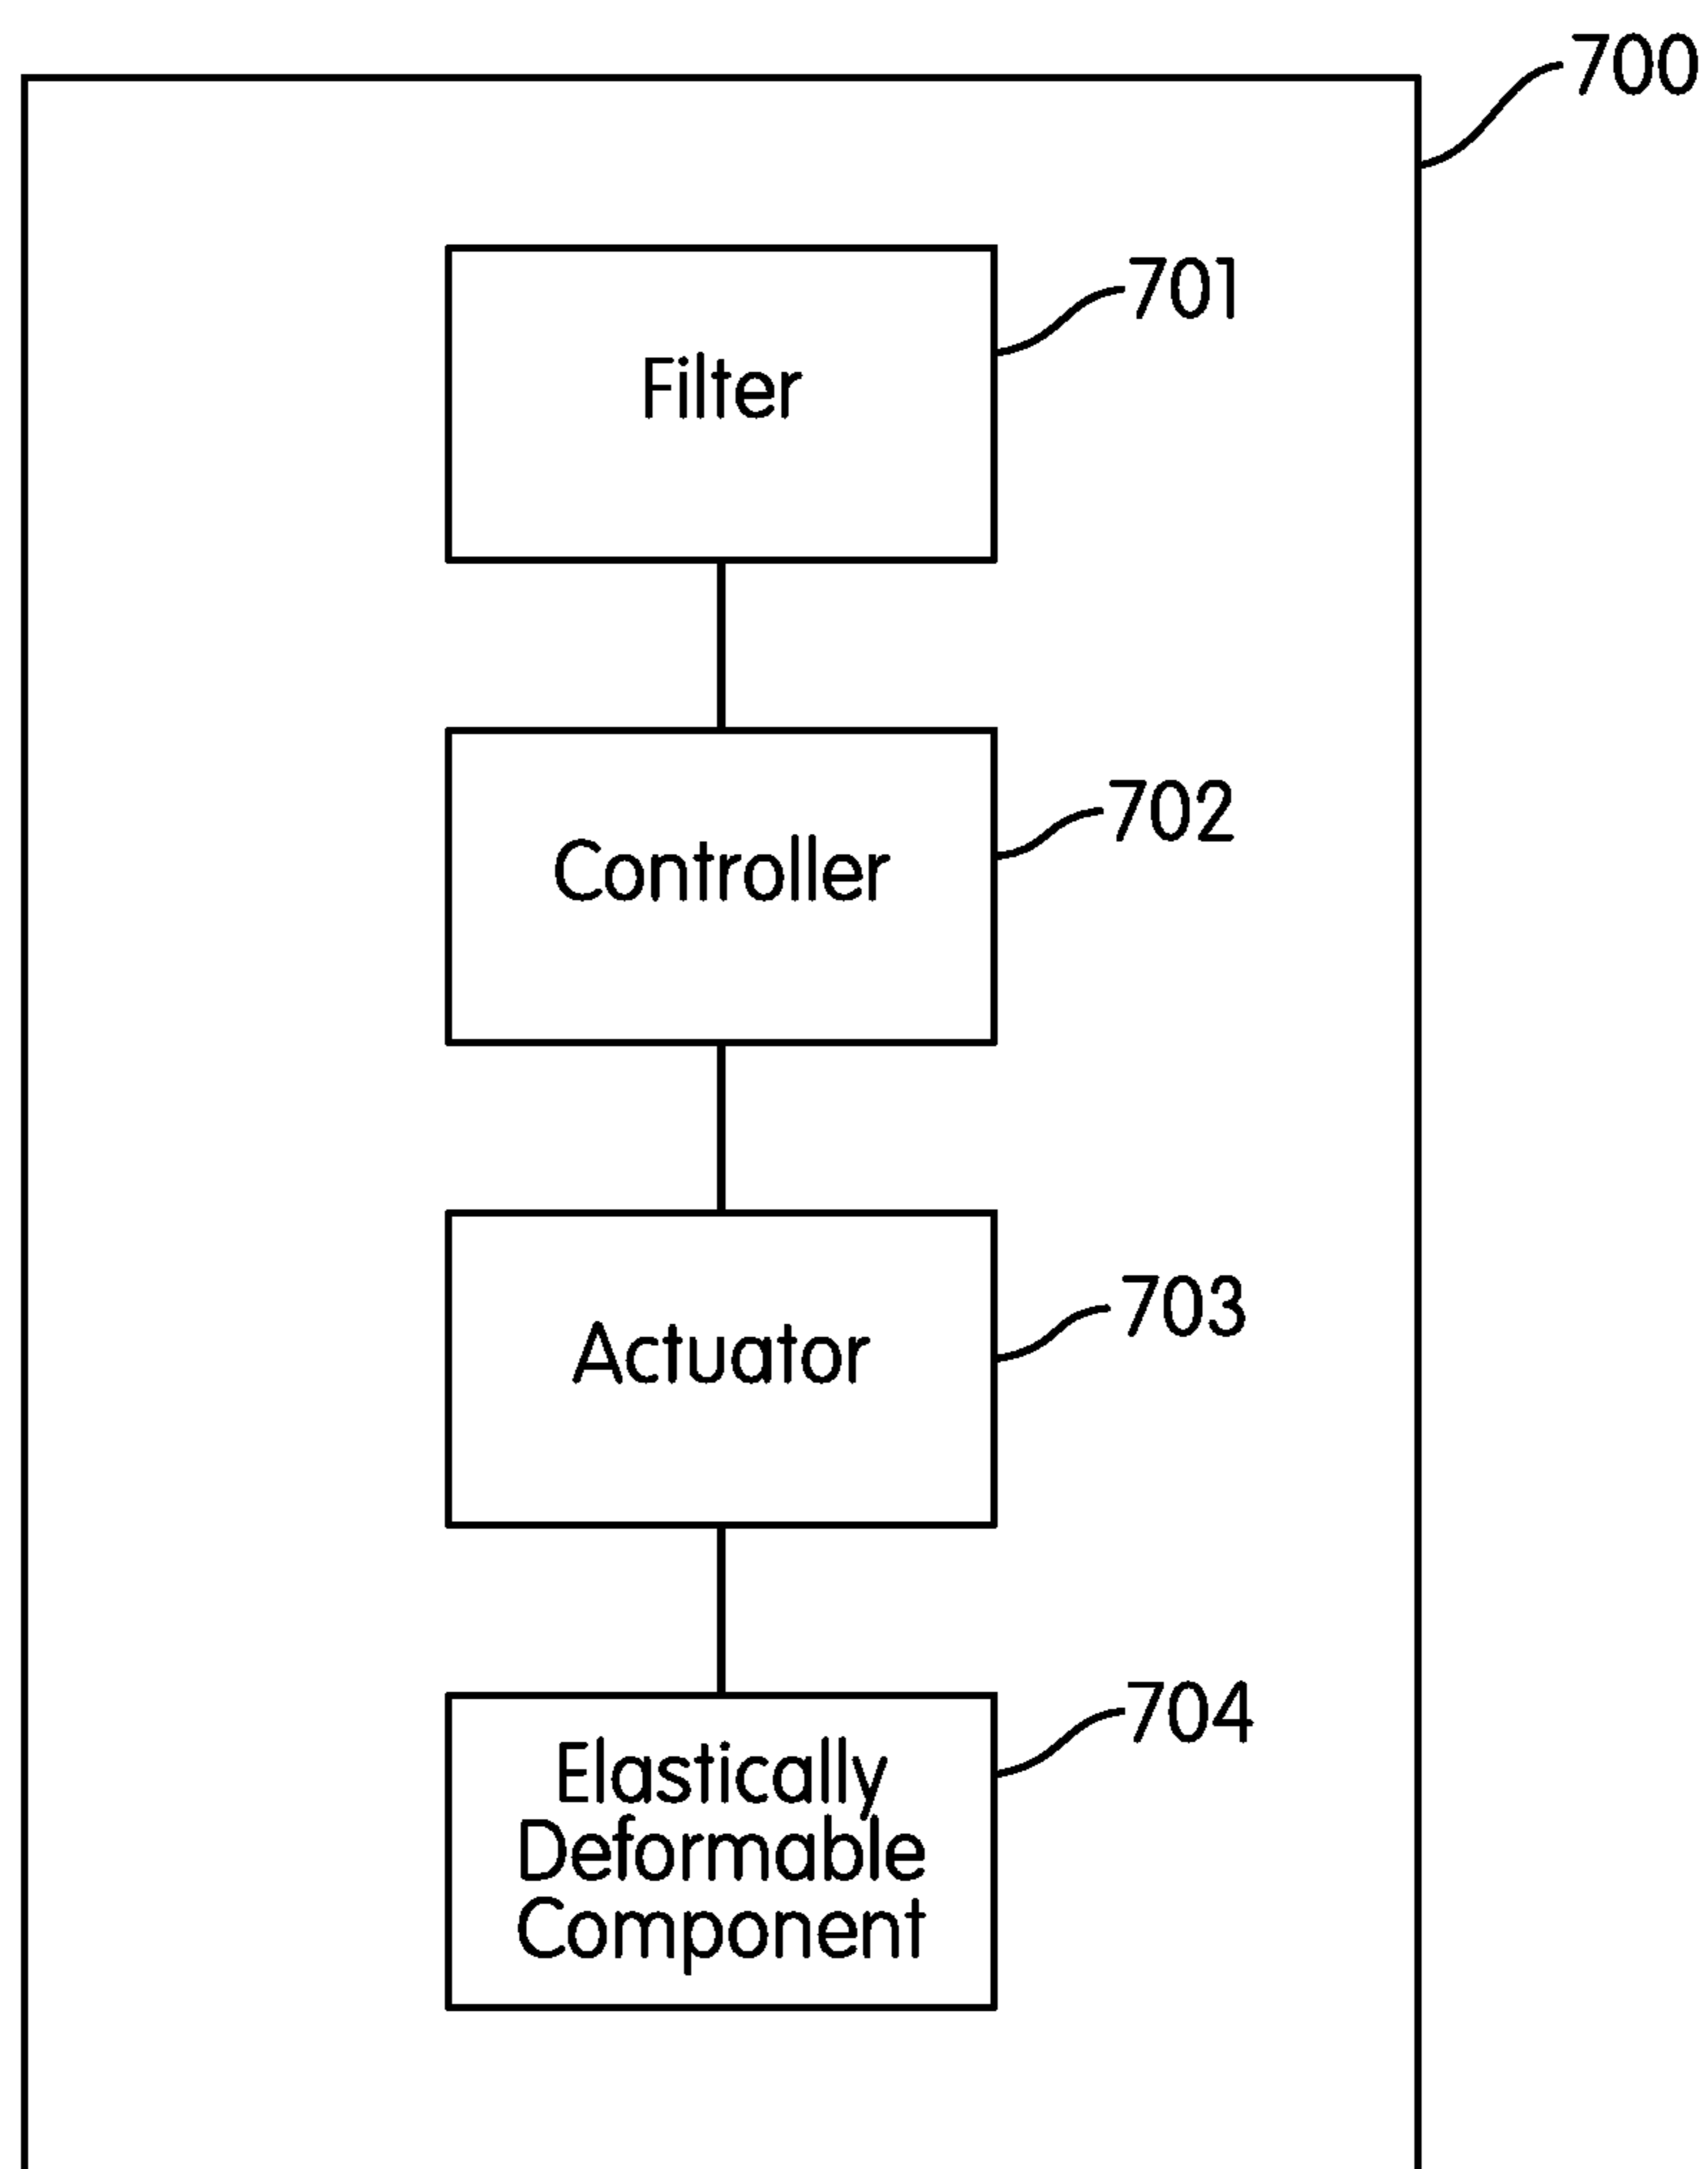 700
701
Filter
702
Controller
703
Actuator
704
Elastically
Deformable
Component